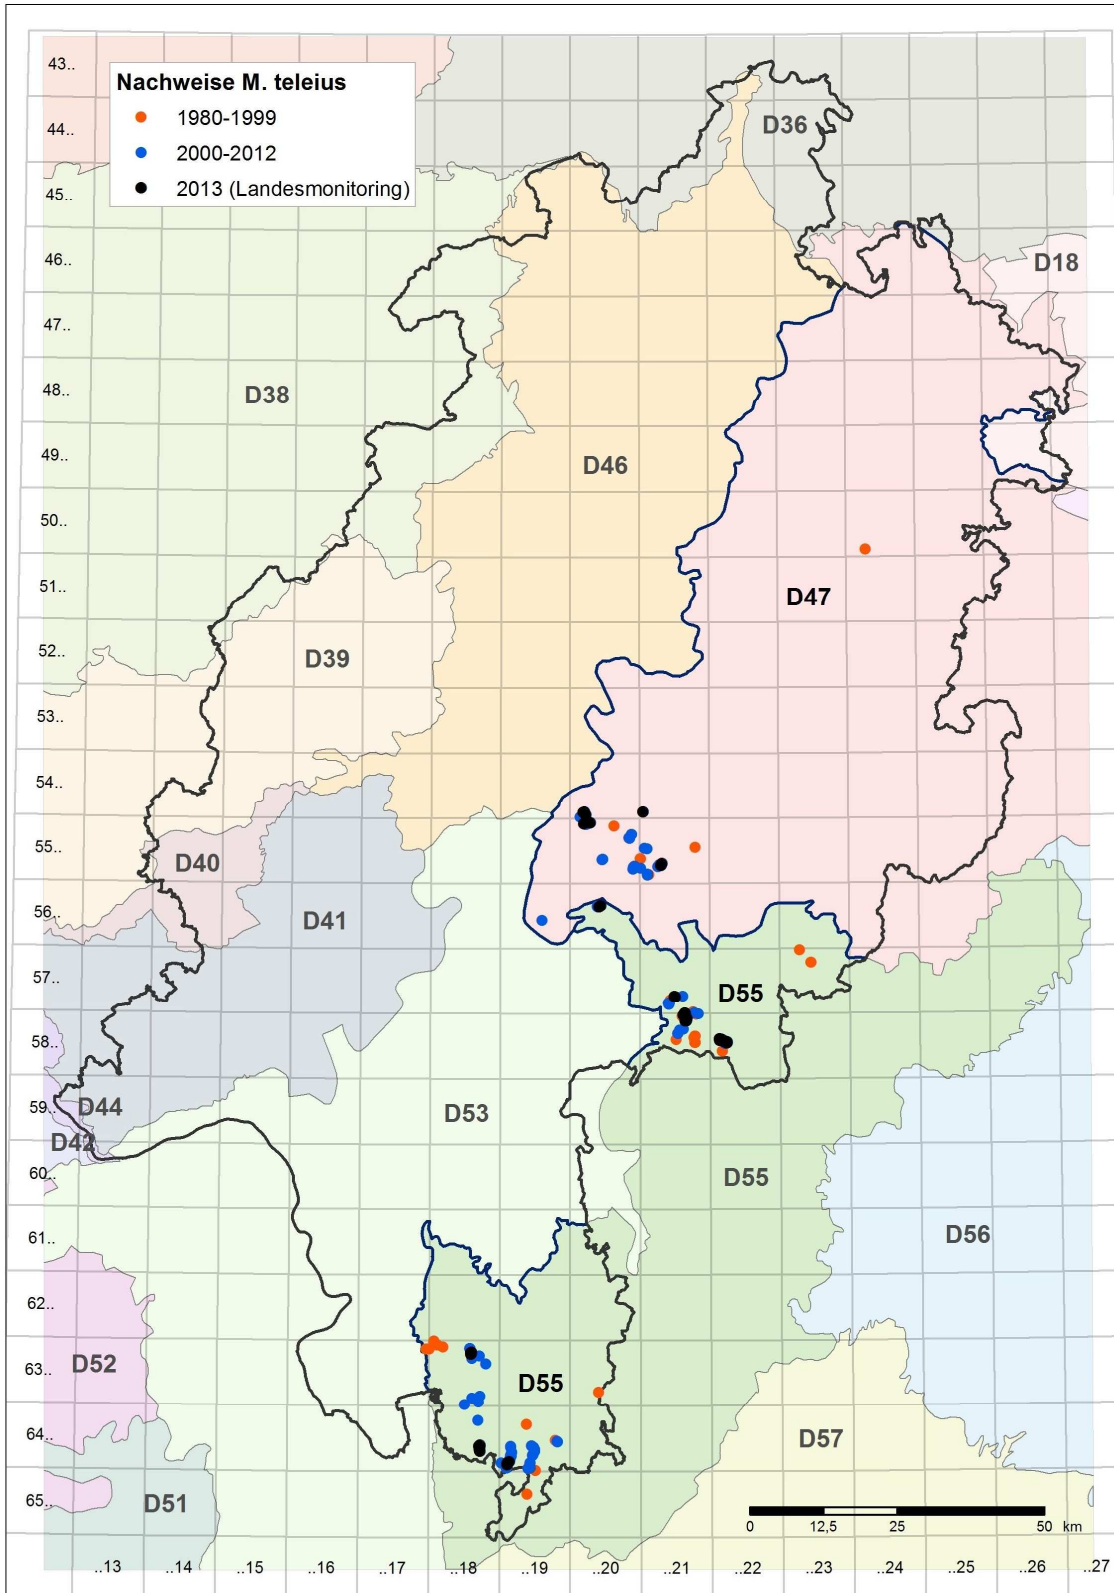 43..
Nachweise M. teleius
1980-1999
44..
D36
2000-2012
2013 (Landesmonitoring)
45..
46..
D18
47..
48..
D38
49..
D46
50..
51..
D47
52..
D39
53..
54..
55..
D40
56..
D41
57..
D55
58..
59..
D44
D53
D42
60..
D55
61..
D56
62..
D52
63..
D55
64..
D57
65..
D51
0 12,5 25 50 km
..13 ..14 ..15 ..16 ..17 ..18 ..19 ..20 ..21 ..22 ..23 ..24 ..25 ..26 ..27